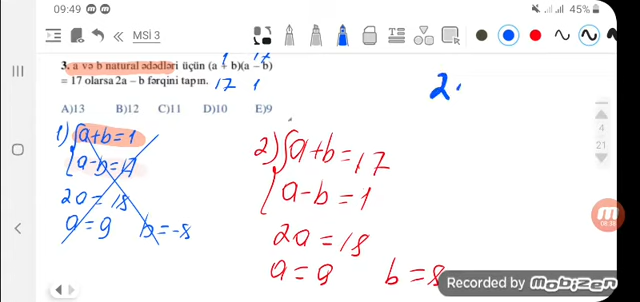 09:49
45%
MSİ 3
3. a və b natural ədədləri üçün (a + b)(a − b)
= 17 olarsa 2a − b fərqini tapın.
1 17
17 1
A)13 B)12 C)11 D)10 E)9
2·
1) a+b=1
a-b=17
2a=18
a=9 b=-8
2) a+b=17
a-b=1
2a=18
a=9 b=8
4
21
Recorded by Mobizen